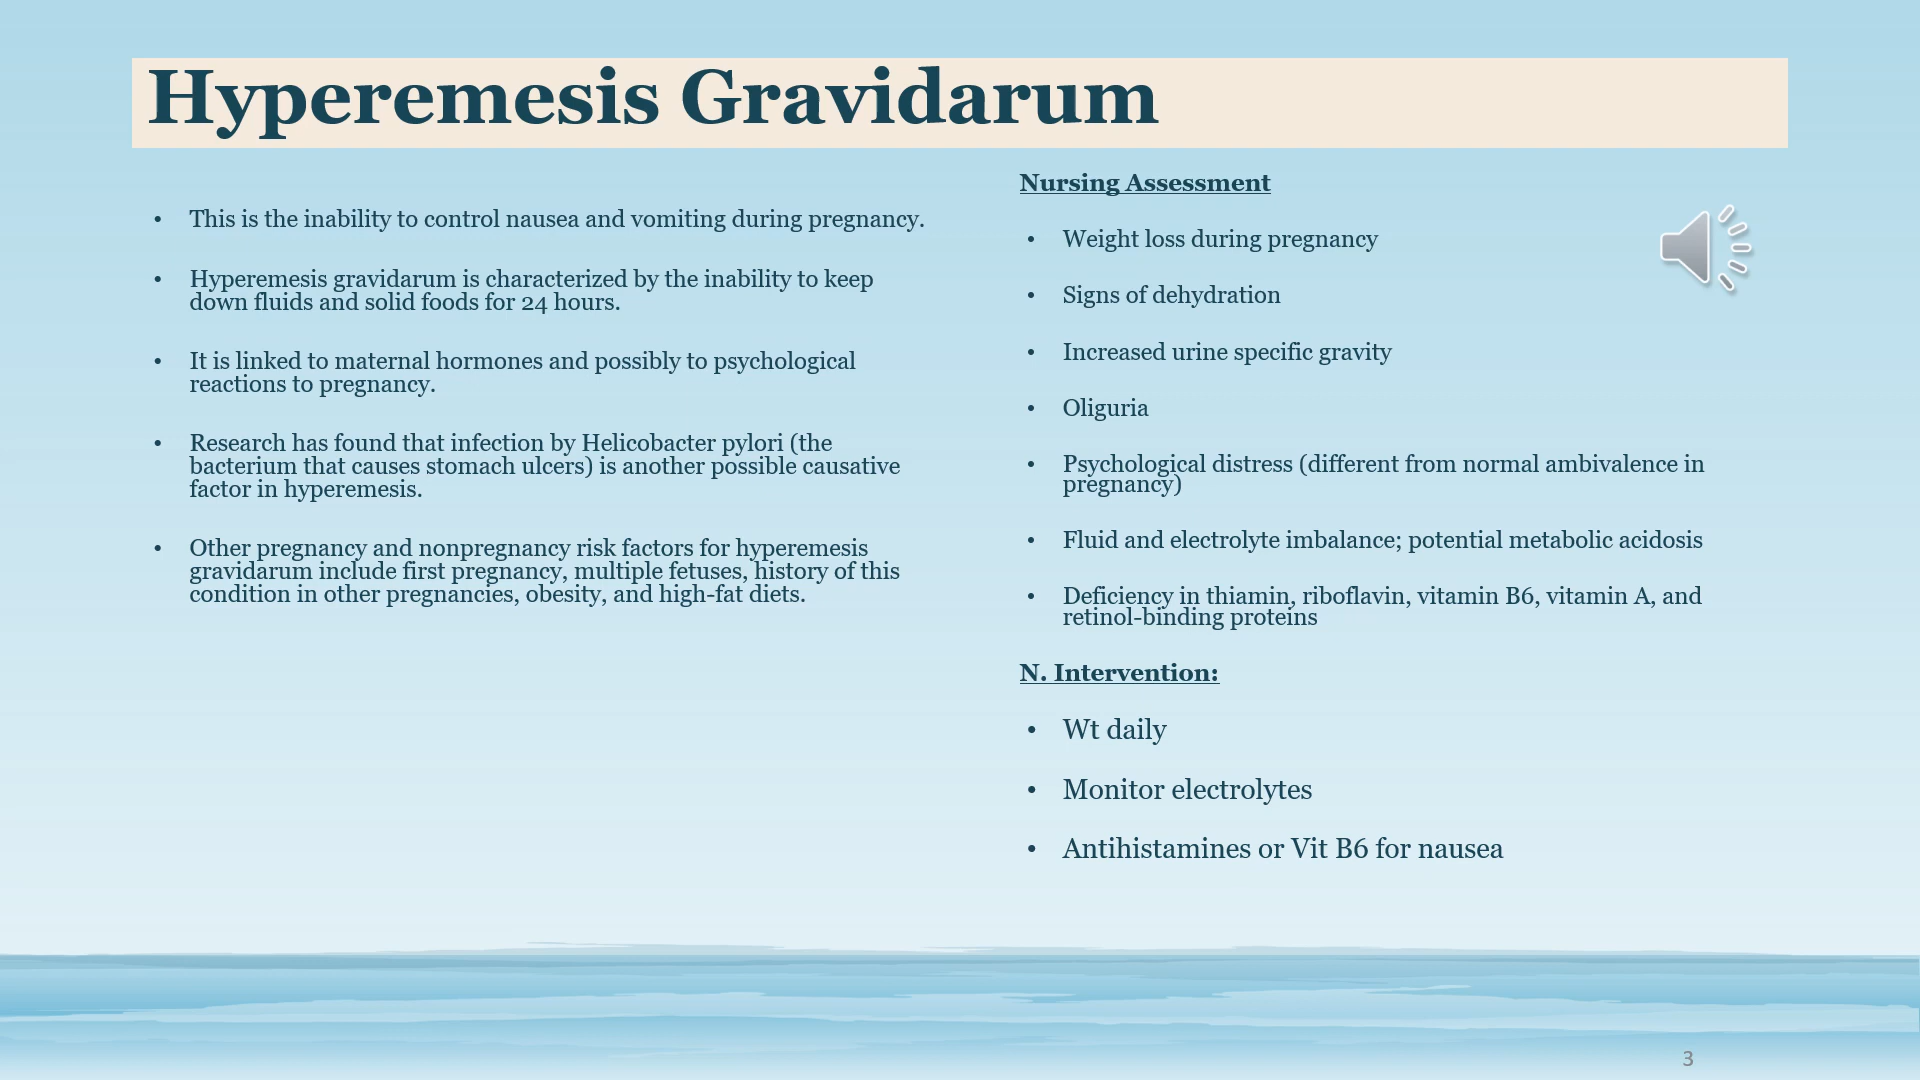 Hyperemesis Gravidarum
• This is the inability to control nausea and vomiting during pregnancy.
• Hyperemesis gravidarum is characterized by the inability to keep
down fluids and solid foods for 24 hours.
• It is linked to maternal hormones and possibly to psychological
reactions to pregnancy.
• Research has found that infection by Helicobacter pylori (the
bacterium that causes stomach ulcers) is another possible causative
factor in hyperemesis.
• Other pregnancy and nonpregnancy risk factors for hyperemesis
gravidarum include first pregnancy, multiple fetuses, history of this
condition in other pregnancies, obesity, and high-fat diets.
Nursing Assessment
• Weight loss during pregnancy
• Signs of dehydration
• Increased urine specific gravity
• Oliguria
• Psychological distress (different from normal ambivalence in
pregnancy)
• Fluid and electrolyte imbalance; potential metabolic acidosis
• Deficiency in thiamin, riboflavin, vitamin B6, vitamin A, and
retinol-binding proteins
N. Intervention:
• Wt daily
• Monitor electrolytes
• Antihistamines or Vit B6 for nausea
3